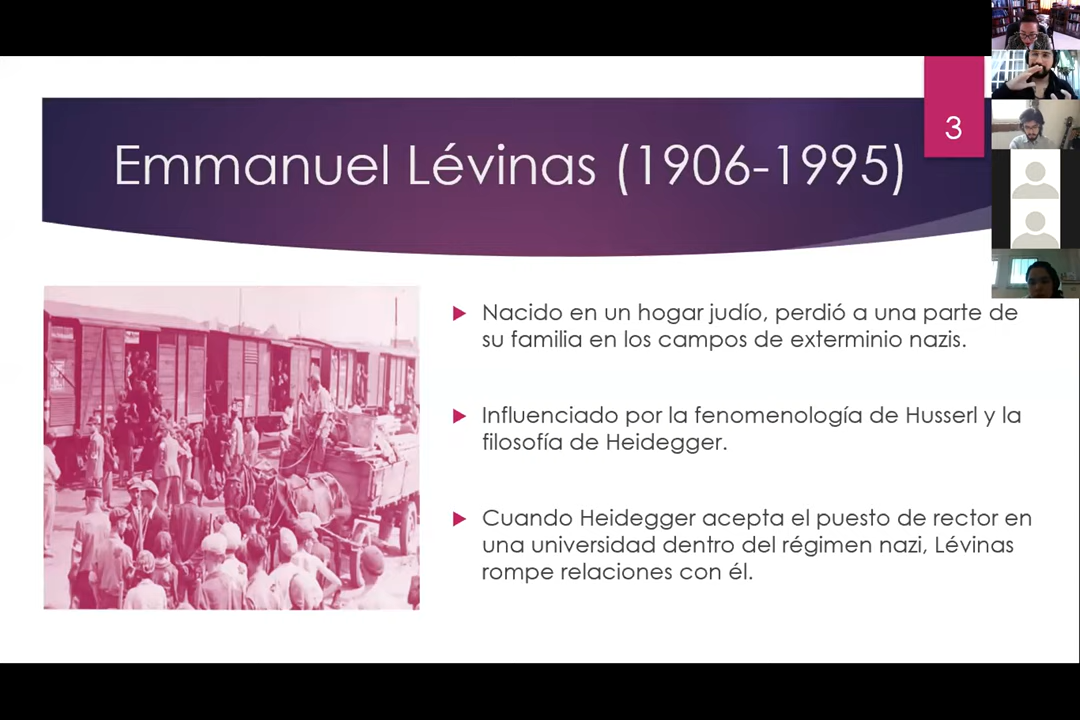 Emmanuel Lévinas (1906-1995)
3
Nacido en un hogar judío, perdió a una parte de
su familia en los campos de exterminio nazis.
Influenciado por la fenomenología de Husserl y la
filosofía de Heidegger.
Cuando Heidegger acepta el puesto de rector en
una universidad dentro del régimen nazi, Lévinas
rompe relaciones con él.